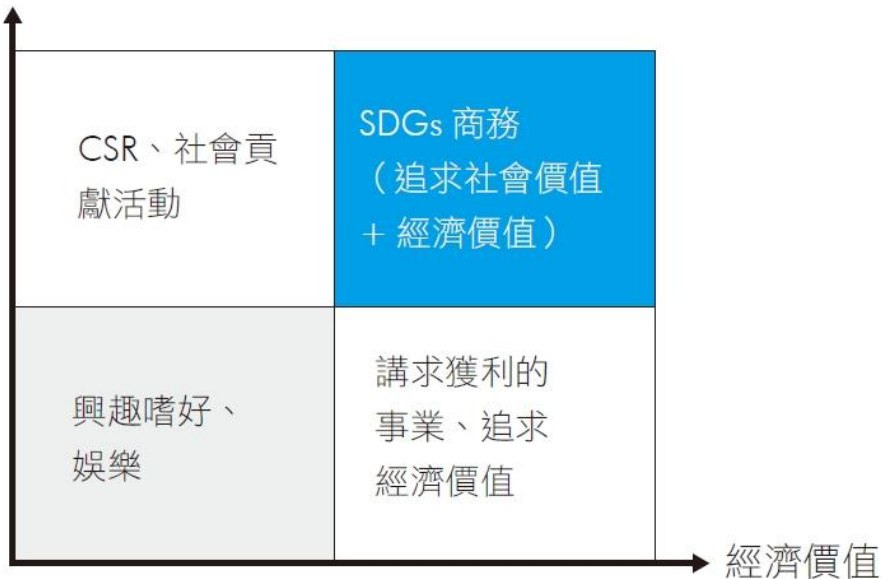 CSR、社會貢
獻活動
SDGs 商務
（追求社會價值
+ 經濟價值）
興趣嗜好、
娛樂
講求獲利的
事業、追求
經濟價值
經濟價值